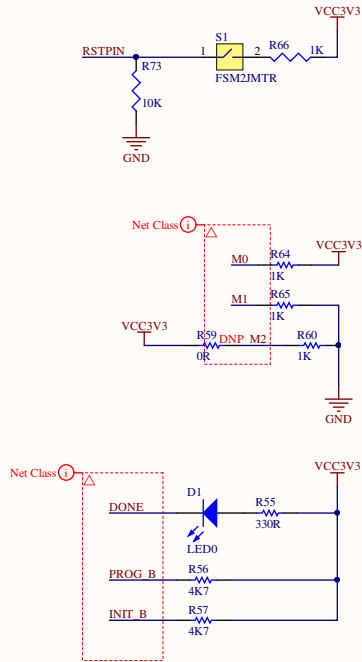 VCC3V3
S1
RSTPIN 1 2 R66 1K
R73 FSM2JMTR
10K
GND
Net Class i
M0 R64 VCC3V3
1K
M1 R65
1K
VCC3V3 R59 DNP M2 R60
0R 1K
GND
Net Class i VCC3V3
D1
DONE R55
330R
LED0
PROG_B R56
4K7
INIT_B R57
4K7